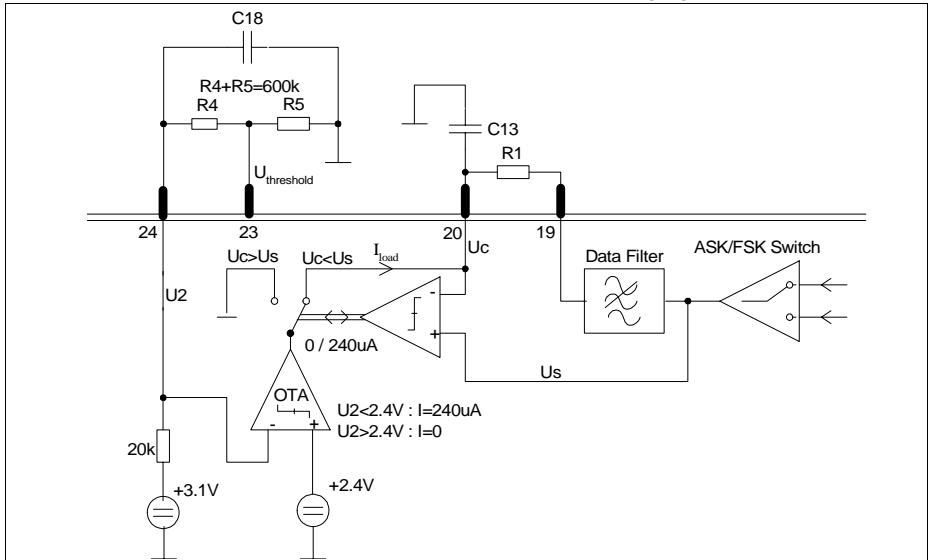 C18
R4+R5=600k
R4
R5
C13
R1
Uthreshold
24
23
20
19
Uc
Uc>Us
Uc<Us
Iload
Data Filter
ASK/FSK Switch
U2
-
+
0 / 240uA
Us
OTA
U2<2.4V : I=240uA
- +
U2>2.4V : I=0
20k
+3.1V
+2.4V